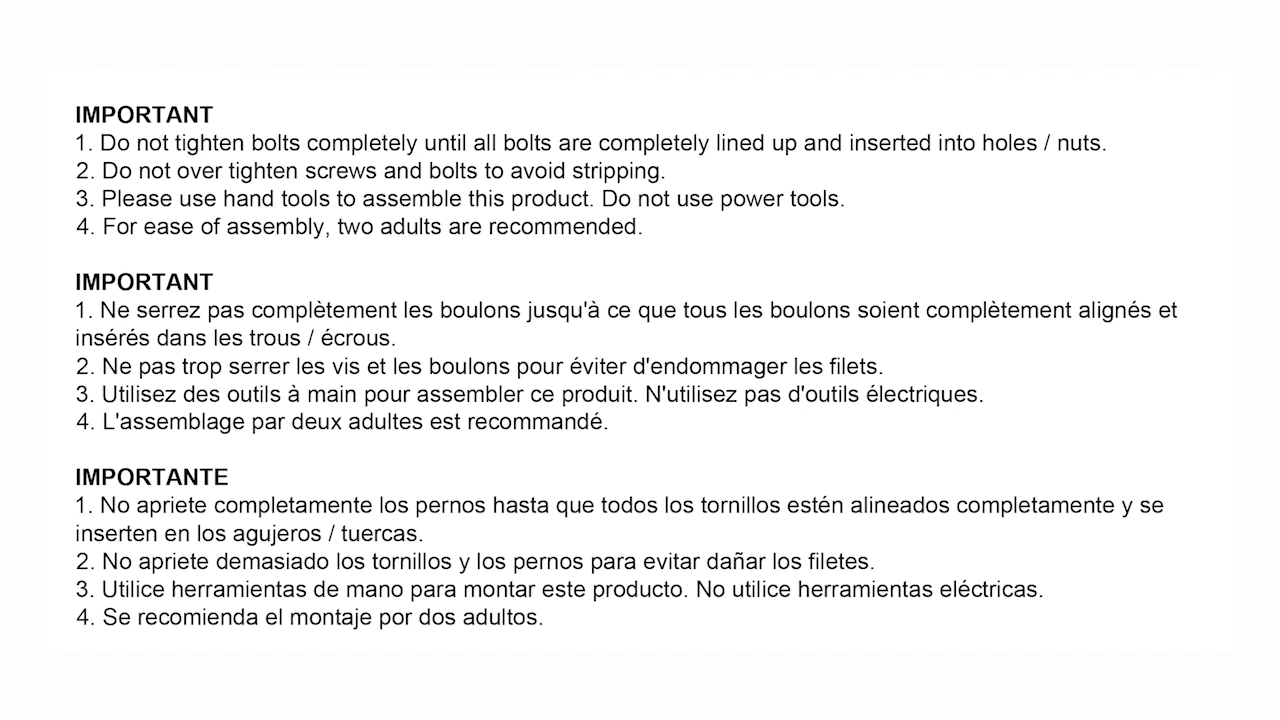 IMPORTANT
1. Do not tighten bolts completely until all bolts are completely lined up and inserted into holes / nuts.
2. Do not over tighten screws and bolts to avoid stripping.
3. Please use hand tools to assemble this product. Do not use power tools.
4. For ease of assembly, two adults are recommended.
IMPORTANT
1. Ne serrez pas complètement les boulons jusqu'à ce que tous les boulons soient complètement alignés et
insérés dans les trous / écrous.
2. Ne pas trop serrer les vis et les boulons pour éviter d'endommager les filets.
3. Utilisez des outils à main pour assembler ce produit. N'utilisez pas d'outils électriques.
4. L'assemblage par deux adultes est recommandé.
IMPORTANTE
1. No apriete completamente los pernos hasta que todos los tornillos estén alineados completamente y se
inserten en los agujeros / tuercas.
2. No apriete demasiado los tornillos y los pernos para evitar dañar los filetes.
3. Utilice herramientas de mano para montar este producto. No utilice herramientas eléctricas.
4. Se recomienda el montaje por dos adultos.